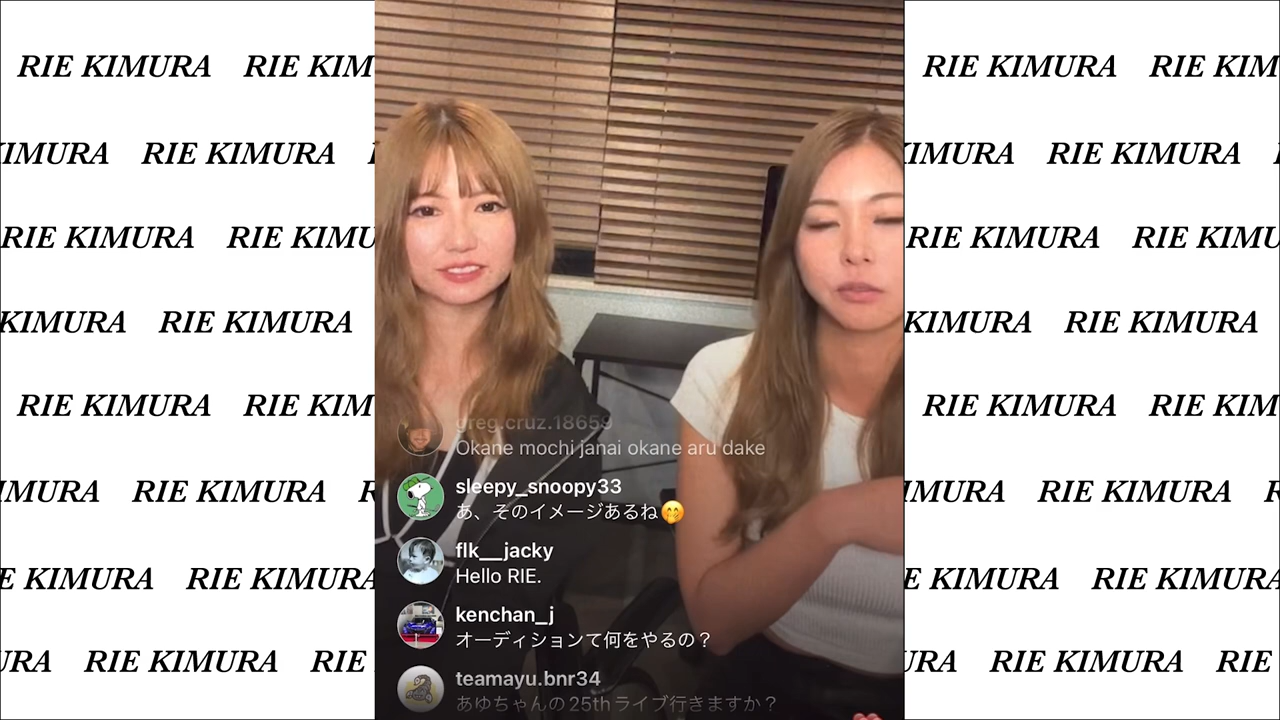 RIE KIMURA RIE KIM
IMURA RIE KIMURA
RIE KIMURA RIE KIMU
KIMURA RIE KIMURA
RIE KIMURA RIE KIM
IMURA RIE KIMURA R
E KIMURA RIE KIMURA
URA RIE KIMURA RIE
greg.cruz.18659
Okane mochi janai okane aru dake
sleepy_snoopy33
あ、そのイメージあるね🤭
flk__jacky
Hello RIE.
kenchan_j
オーディションて何をやるの？
teamayu.bnr34
あゆちゃんの25thライブ行きますか？
RIE KIMURA RIE KIM
IMURA RIE KIMURA
RIE KIMURA RIE KIMU
KIMURA RIE KIMURA
RIE KIMURA RIE KIM
IMURA RIE KIMURA R
E KIMURA RIE KIMURA
URA RIE KIMURA RIE